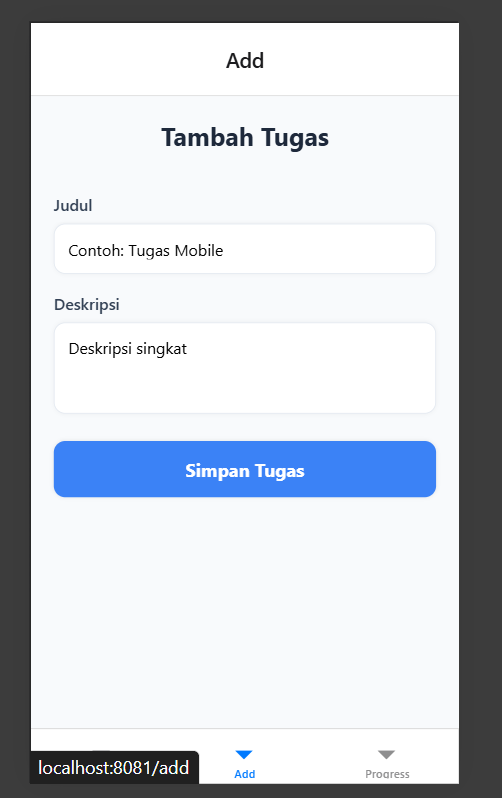 Add
Tambah Tugas
Judul
Contoh: Tugas Mobile
Deskripsi
Deskripsi singkat
Simpan Tugas
Add
Progress
localhost:8081/add